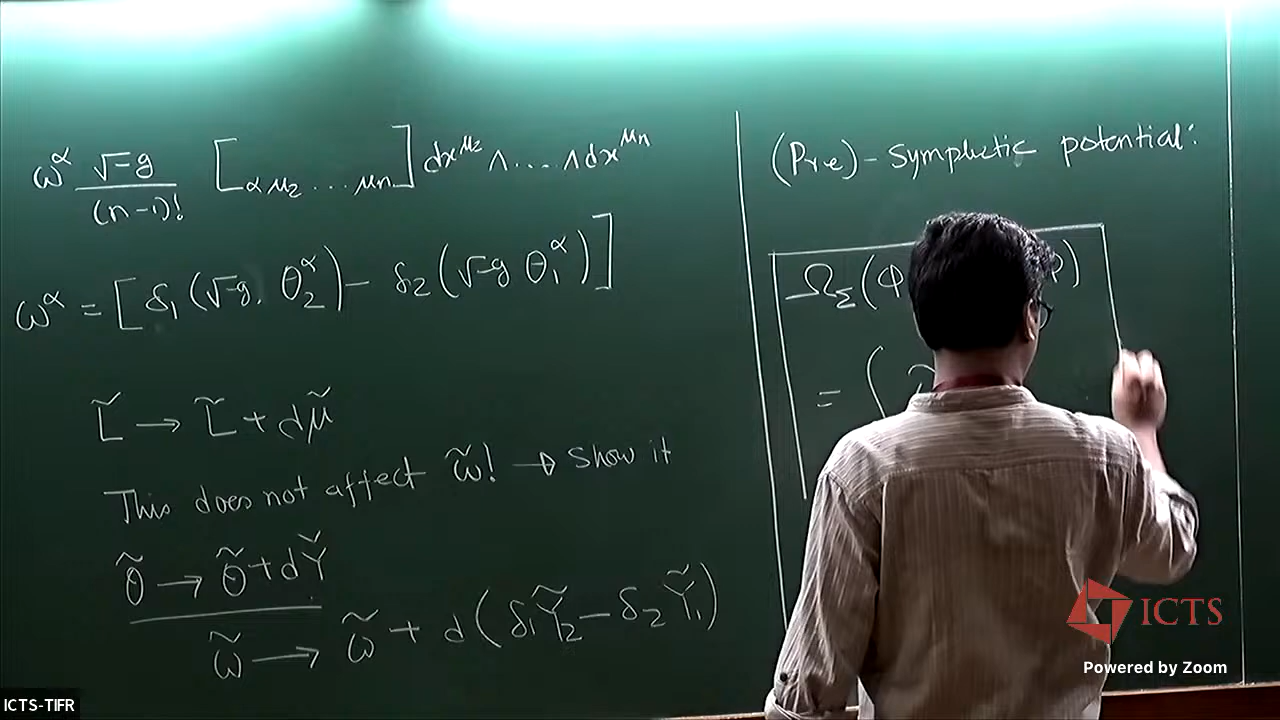 ω^α √-g / (n-1)! [α μ₂ ... μₙ] dx^μ₂ ∧ .... ∧ dx^μₙ
ω^α = [δ₁(√-g. θ₂^α) - δ₂(√-g θ₁^α)]
L̃ → L̃ + dμ̃
This does not affect ω̃! → Show it
θ̃ → θ̃ + dỸ
ω̃ → ω̃ + d(δ₁Ỹ₂ - δ₂Ỹ₁)
(Pre)-symplectic potential:
Ω_Σ(Φ
= ∫
ICTS
Powered by Zoom
ICTS-TIFR